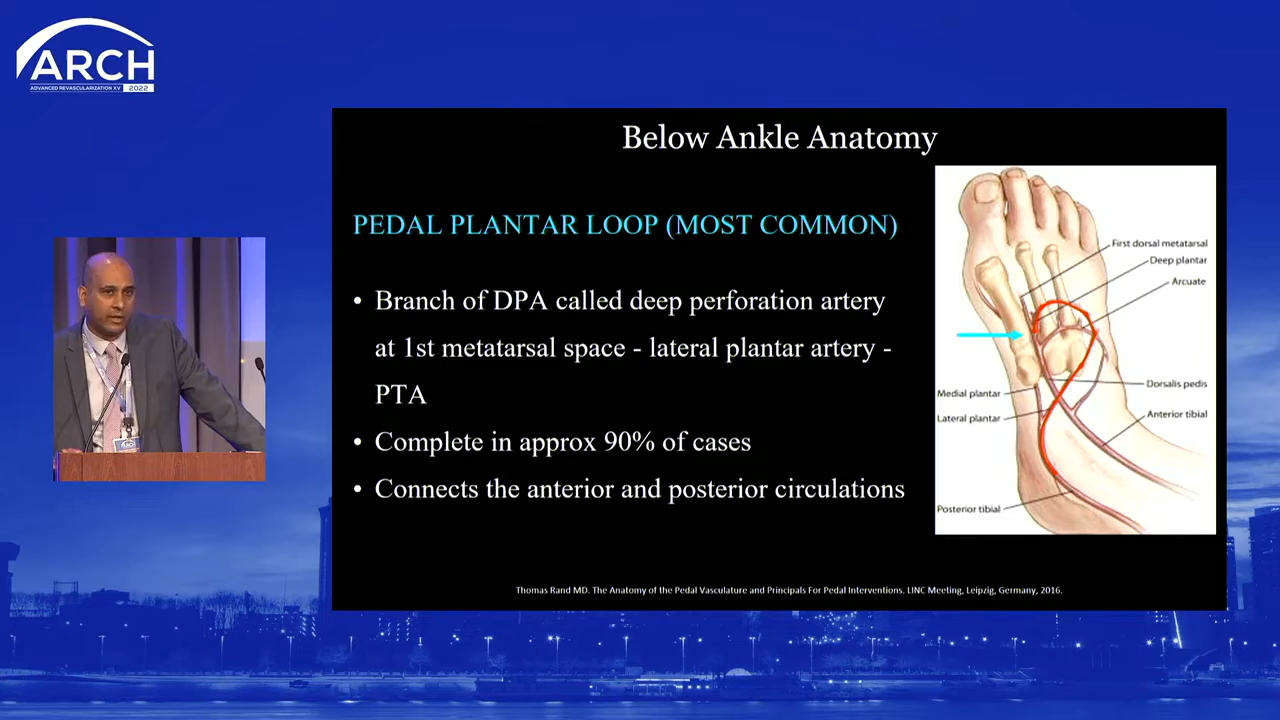 ARCH
ADVANCED REVASCULARIZATION XV 2022
Below Ankle Anatomy
PEDAL PLANTAR LOOP (MOST COMMON)
• Branch of DPA called deep perforation artery
at 1st metatarsal space - lateral plantar artery -
PTA
• Complete in approx 90% of cases
• Connects the anterior and posterior circulations
First dorsal metatarsal
Deep plantar
Arcuate
Dorsalis pedis
Medial plantar
Anterior tibial
Lateral plantar
Posterior tibial
Thomas Rand MD. The Anatomy of the Pedal Vasculature and Principals For Pedal Interventions. LINC Meeting, Leipzig, Germany, 2016.
ARCH